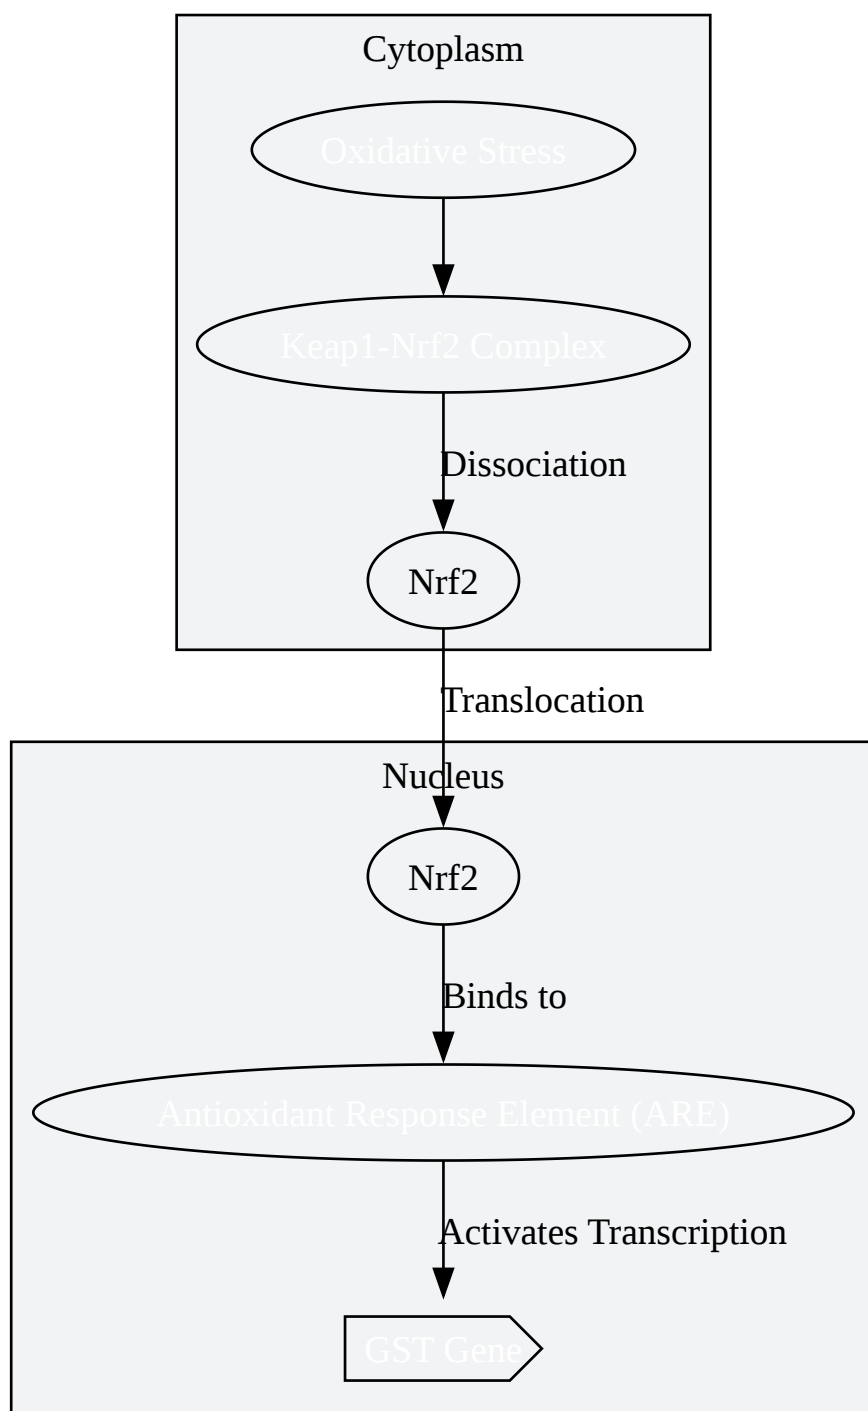 Cytoplasm
Oxidative Stress
Keap1-Nrf2 Complex
Dissociation
Nrf2
Translocation
Nucleus
Nrf2
Binds to
Antioxidant Response Element (ARE)
Activates Transcription
GST Gene